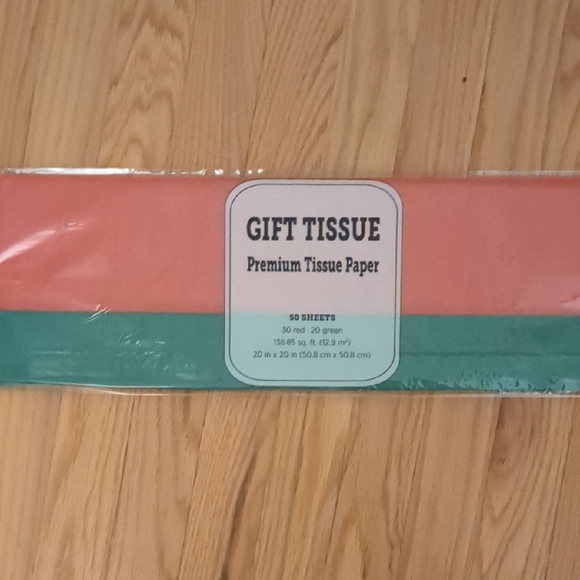 GIFT TISSUE
Premium Tissue Paper
50 SHEETS
30 red · 20 green
138.85 sq. ft. (12.9 m²)
20 in x 20 in (50.8 cm x 50.8 cm)